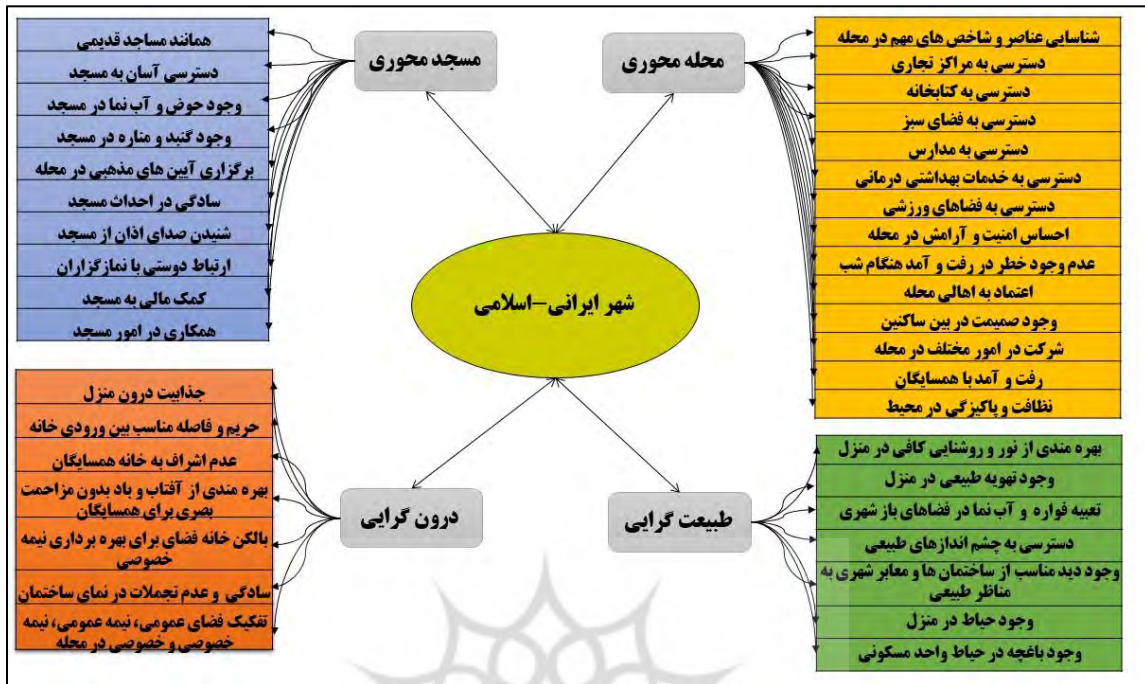 محله محوری
شناسایی عناصر و شاخص های مهم در محله
دسترسی به مراکز تجاری
دسترسی به کتابخانه
دسترسی به فضای سبز
دسترسی به مدارس
دسترسی به خدمات بهداشتی درمانی
دسترسی به فضاهای ورزشی
احساس امنیت و آرامش در محله
عدم وجود خطر در رفت و آمد هنگام شب
اعتماد به اهالی محله
وجود صمیمت در بین ساکنین
شرکت در امور مختلف در محله
رفت و آمد با همسایگان
نظافت و پاکیزگی در محیط
مسجد محوری
همانند مساجد قدیمی
دسترسی آسان به مسجد
وجود حوض و آب نما در مسجد
وجود گنبد و مناره در مسجد
برگزاری آیین های مذهبی در محله
سادگی در احداث مسجد
شنیدن صدای اذان از مسجد
ارتباط دوستی با نمازگزاران
کمک مالی به مسجد
همکاری در امور مسجد
شهر ایرانی-اسلامی
طبیعت گرایی
بهره مندی از نور و روشنایی کافی در منزل
وجود تهویه طبیعی در منزل
تعبیه فواره و آب نما در فضاهای باز شهری
دسترسی به چشم اندازهای طبیعی
وجود دید مناسب از ساختمان ها و معابر شهری به
مناظر طبیعی
وجود حیاط در منزل
وجود باغچه در حیاط واحد مسکونی
درون گرایی
جذابیت درون منزل
حریم و فاصله مناسب بین ورودی خانه
عدم اشراف به خانه همسایگان
بهره مندی از آفتاب و باد بدون مزاحمت
بصری برای همسایگان
بالکن خانه فضای برای بهره برداری نیمه
خصوصی
سادگی و عدم تجملات در نمای ساختمان
تفکیک فضای عمومی، نیمه عمومی، نیمه
خصوصی و خصوصی در محله